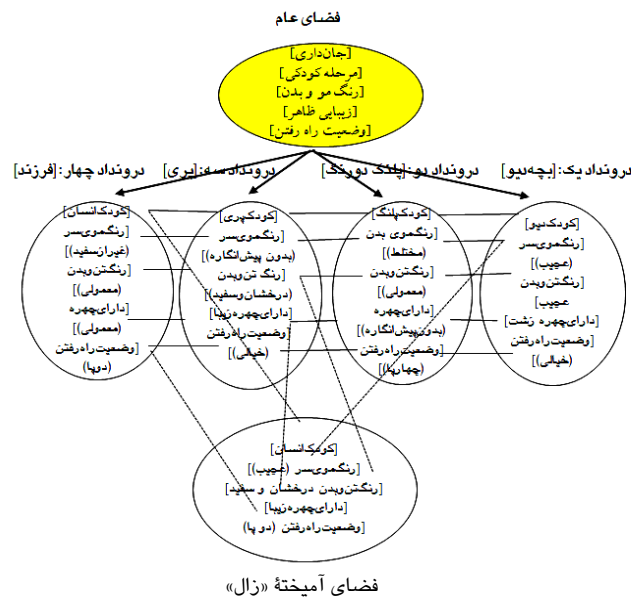 فضای عام
[جان‌داری]
[مرحله کودکی]
[رنگ مو و بدن]
[زیبایی ظاهر]
[وضعیت راه رفتن]
درونداد یک:[بچه‌دیو]
درونداد دو:[پلنگ دورنگ]
درونداد سه:[پری]
درونداد چهار:[فرزند]
[کودک‌دیو]
[رنگ‌موی‌سر
(عجیب)]
[رنگ‌تن‌وبدن
عجیب]
[دارای‌چهره زشت]
[وضعیت‌راه‌رفتن
(خیالی)]
[کودک‌پلنگ]
[رنگ‌موی بدن
(مختلط)]
[رنگ‌تن‌وبدن
(معمولی)]
[دارای‌چهره
(بدون‌پیش‌انگاره)]
[وضعیت‌راه‌رفتن
(چهارپا)]
[کودک‌پری]
[رنگ‌موی‌سر
(بدون پیش‌انگاره)]
[رنگ تن‌وبدن
(درخشان‌وسفید)]
[دارای‌چهره‌زیبا]
[وضعیت‌راه‌رفتن
(خیالی)]
[کودک‌انسان]
[رنگ‌موی‌سر
(غیرازسفید)]
[رنگ‌تن‌وبدن
(معمولی)]
[دارای‌چهره
(معمولی)]
[وضعیت‌راه‌رفتن
(دوپا)
[کودک‌انسان]
[رنگ‌موی‌سر (عجیب)]
[رنگ‌تن‌وبدن درخشان و سفید]
[دارای‌چهره‌زیبا]
[وضعیت‌راه‌رفتن (دو پا)
فضای آمیختهٔ «زال»